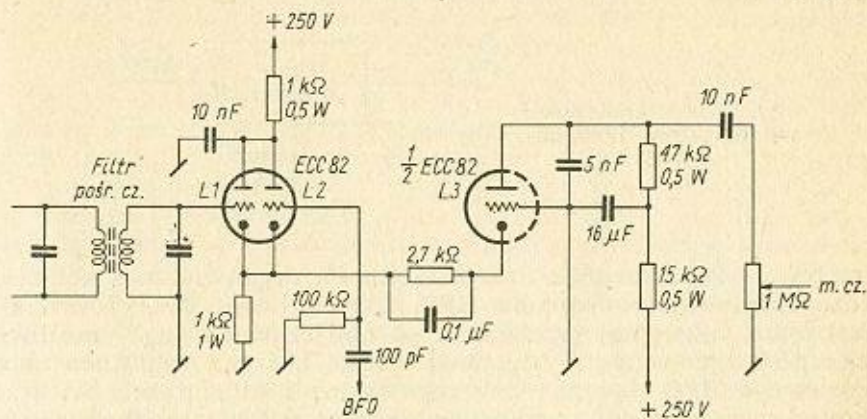 + 250 V
1 kΩ
0,5 W
10 nF
Filtr
pośr. cz.
L1
ECC 82
L2
1 kΩ
1 W
100 kΩ
100 pF
BFO
2,7 kΩ
0,1 µF
½ ECC 82
L3
5 nF
16 µF
47 kΩ
0,5 W
15 kΩ
0,5 W
+ 250 V
10 nF
1 MΩ
m. cz.